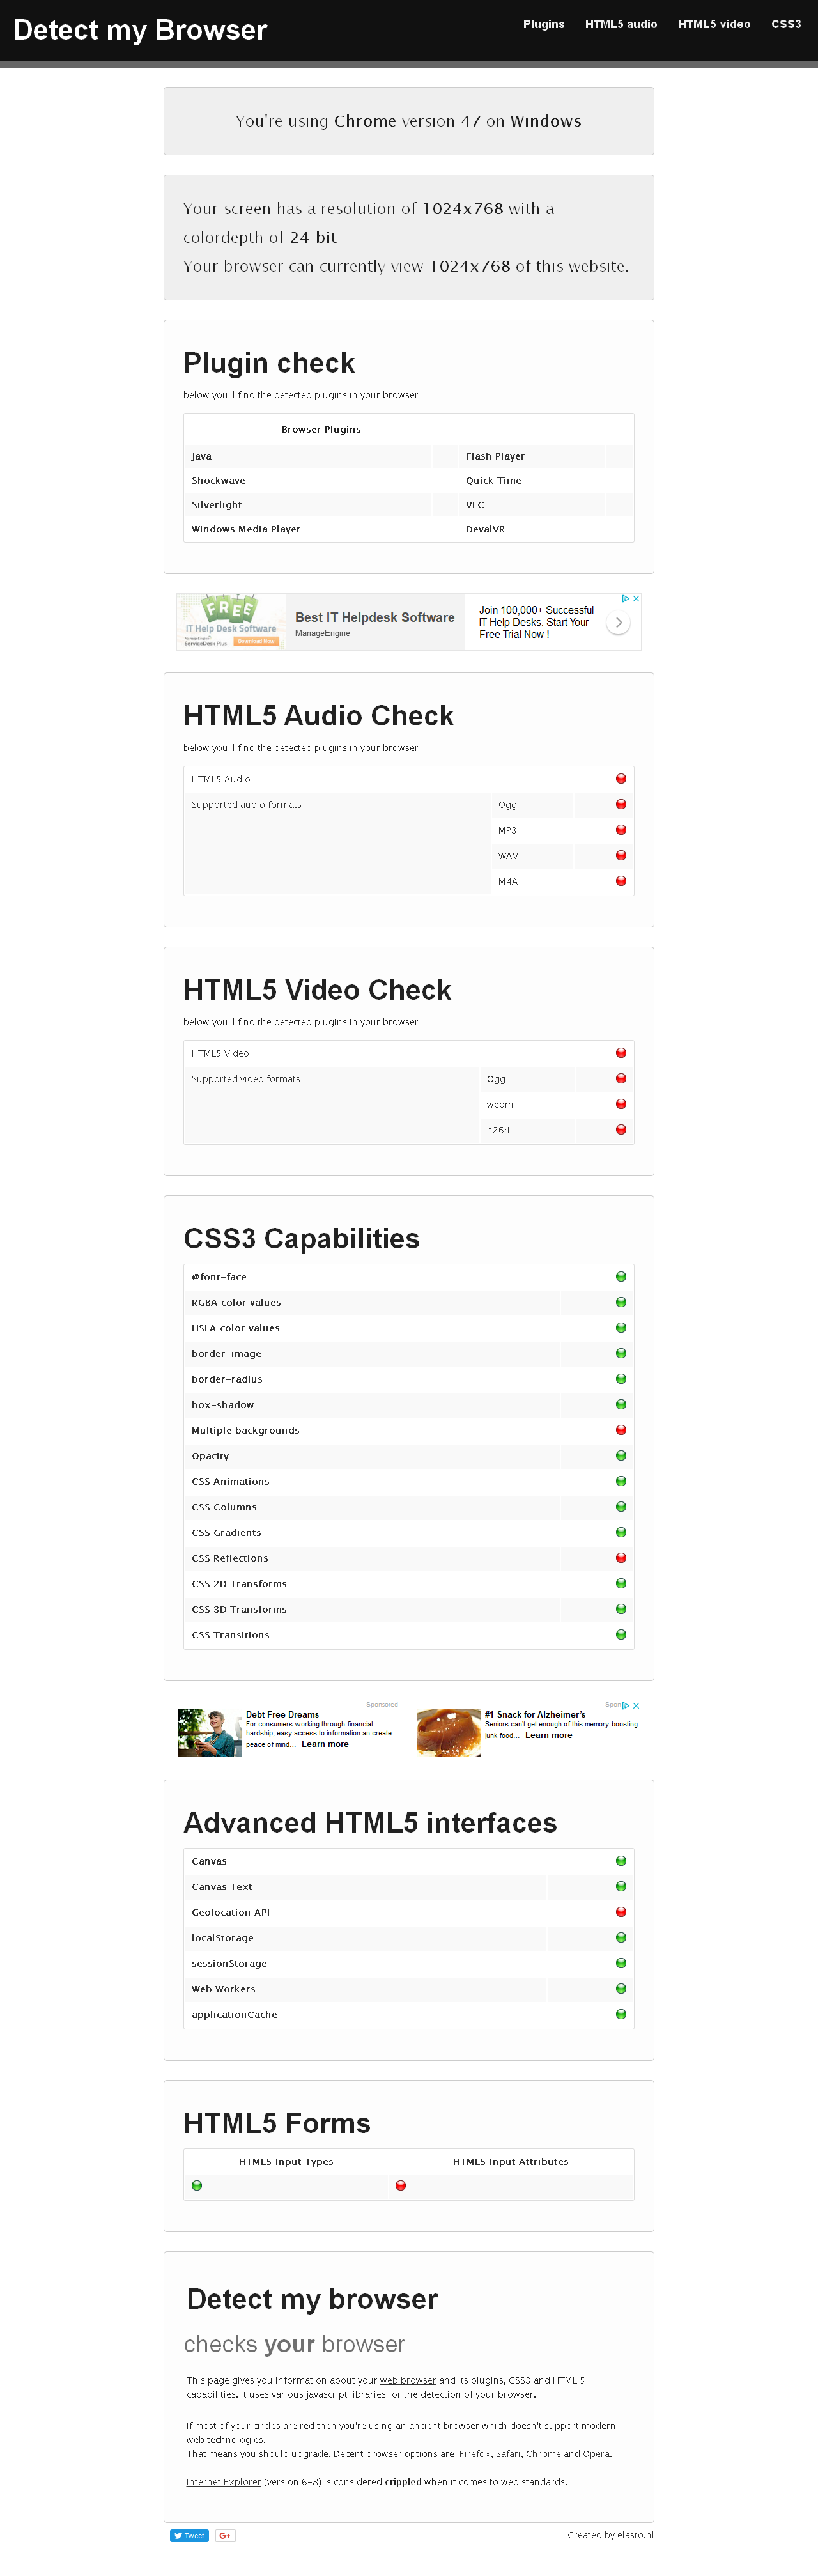 Detect my Browser
Plugins HTML5 audio HTML5 video CSS3
You're using Chrome version 47 on Windows
Your screen has a resolution of 1024x768 with a
colordepth of 24 bit
Your browser can currently view 1024x768 of this website.
Plugin check
below you'll find the detected plugins in your browser
Browser Plugins
Java Flash Player
Shockwave Quick Time
Silverlight VLC
Windows Media Player DevalVR
FREE
IT Help Desk Software
ServiceDesk Plus Download Now
Best IT Helpdesk Software
ManageEngine
Join 100,000+ Successful
IT Help Desks. Start Your
Free Trial Now !
HTML5 Audio Check
below you'll find the detected plugins in your browser
HTML5 Audio
Supported audio formats Ogg
MP3
WAV
M4A
HTML5 Video Check
below you'll find the detected plugins in your browser
HTML5 Video
Supported video formats Ogg
webm
h264
CSS3 Capabilities
@font-face
RGBA color values
HSLA color values
border-image
border-radius
box-shadow
Multiple backgrounds
Opacity
CSS Animations
CSS Columns
CSS Gradients
CSS Reflections
CSS 2D Transforms
CSS 3D Transforms
CSS Transitions
Sponsored
Debt Free Dreams
For consumers working through financial
hardship, easy access to information an create
peace of mind... Learn more
Spon
#1 Snack for Alzheimer's
Seniors can't get enough of this memory-boosting
junk food... Learn more
Advanced HTML5 interfaces
Canvas
Canvas Text
Geolocation API
localStorage
sessionStorage
Web Workers
applicationCache
HTML5 Forms
HTML5 Input Types HTML5 Input Attributes
Detect my browser
checks your browser
This page gives you information about your web browser and its plugins, CSS3 and HTML 5
capabilities. It uses various javascript libraries for the detection of your browser.
If most of your circles are red then you're using an ancient browser which doesn't support modern
web technologies.
That means you should upgrade. Decent browser options are: Firefox, Safari, Chrome and Opera.
Internet Explorer (version 6-8) is considered crippled when it comes to web standards.
Tweet G+ Created by elasto.nl